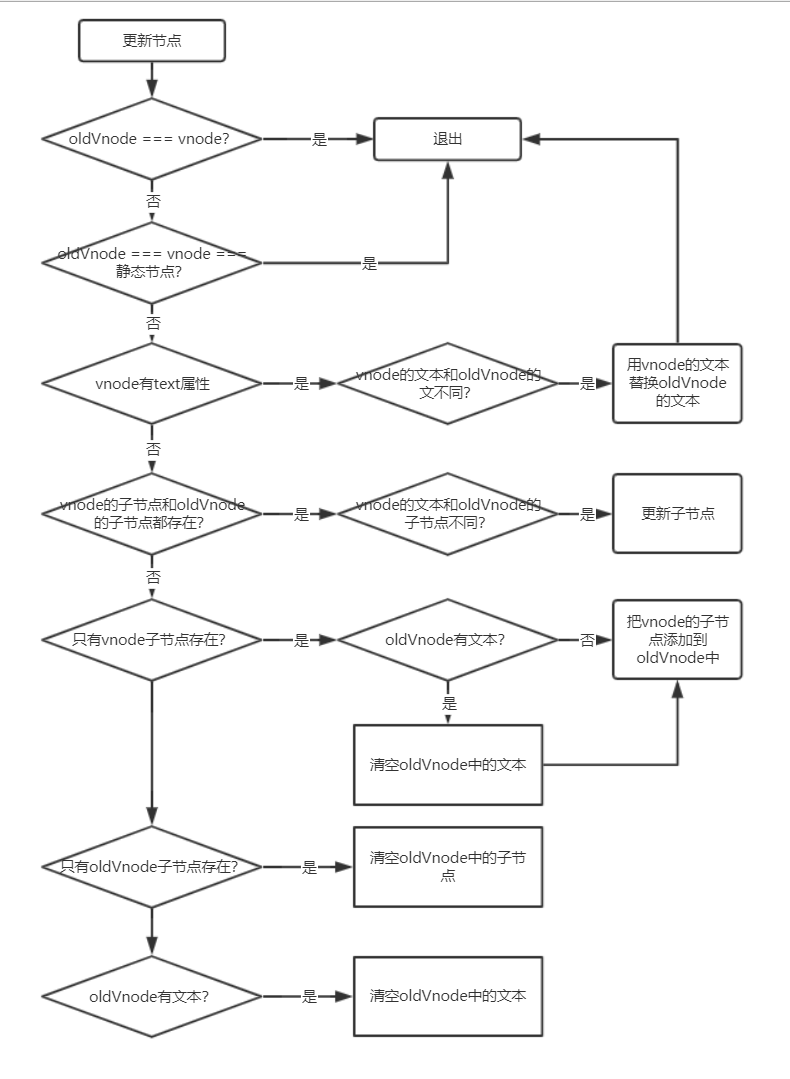 更新节点
oldVnode === vnode?
是
退出
否
oldVnode === vnode ===
静态节点?
是
否
vnode有text属性
是
vnode的文本和oldVnode的
文不同?
是
用vnode的文本
替换oldVnode
的文本
否
vnode的子节点和oldVnode
的子节点都存在?
是
vnode的文本和oldVnode的
子节点不同?
是
更新子节点
否
只有vnode子节点存在?
是
oldVnode有文本?
否
把vnode的子节
点添加到
oldVnode中
是
清空oldVnode中的文本
只有oldVnode子节点存在?
是
清空oldVnode中的子节
点
oldVnode有文本?
是
清空oldVnode中的文本